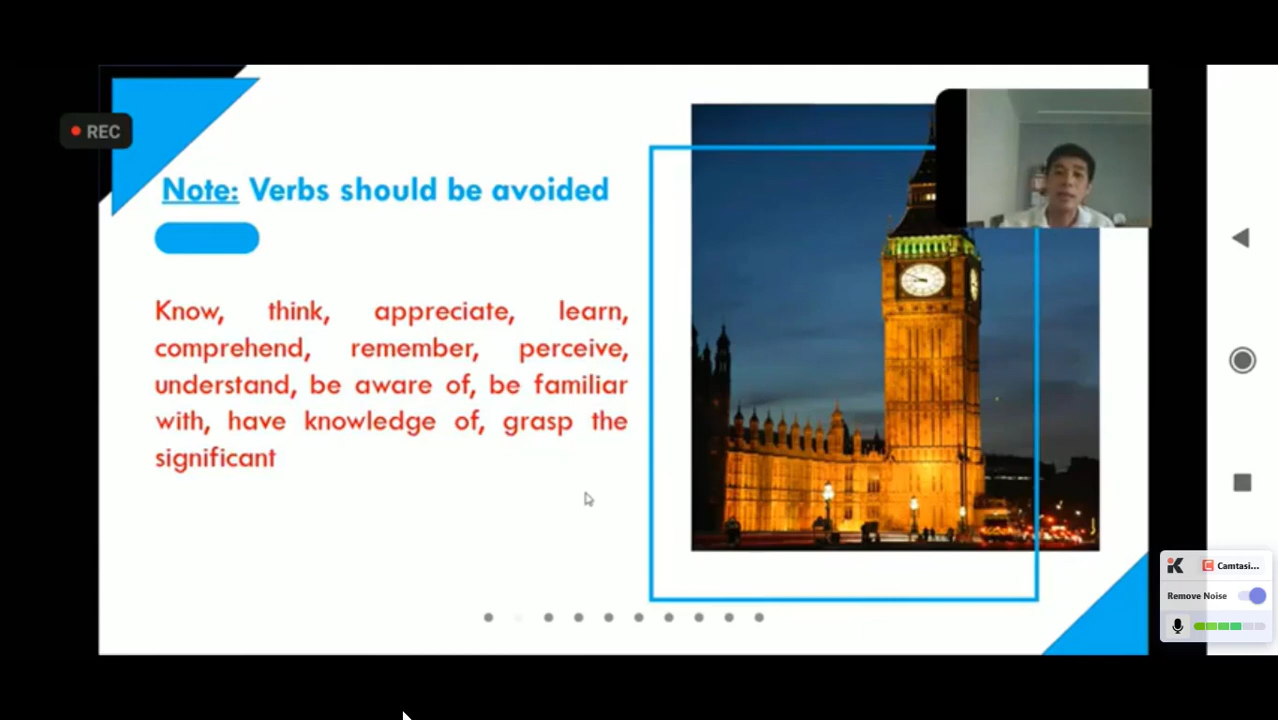 REC
Note: Verbs should be avoided
Know, think, appreciate, learn,
comprehend, remember, perceive,
understand, be aware of, be familiar
with, have knowledge of, grasp the
significant
Camtasi...
Remove Noise